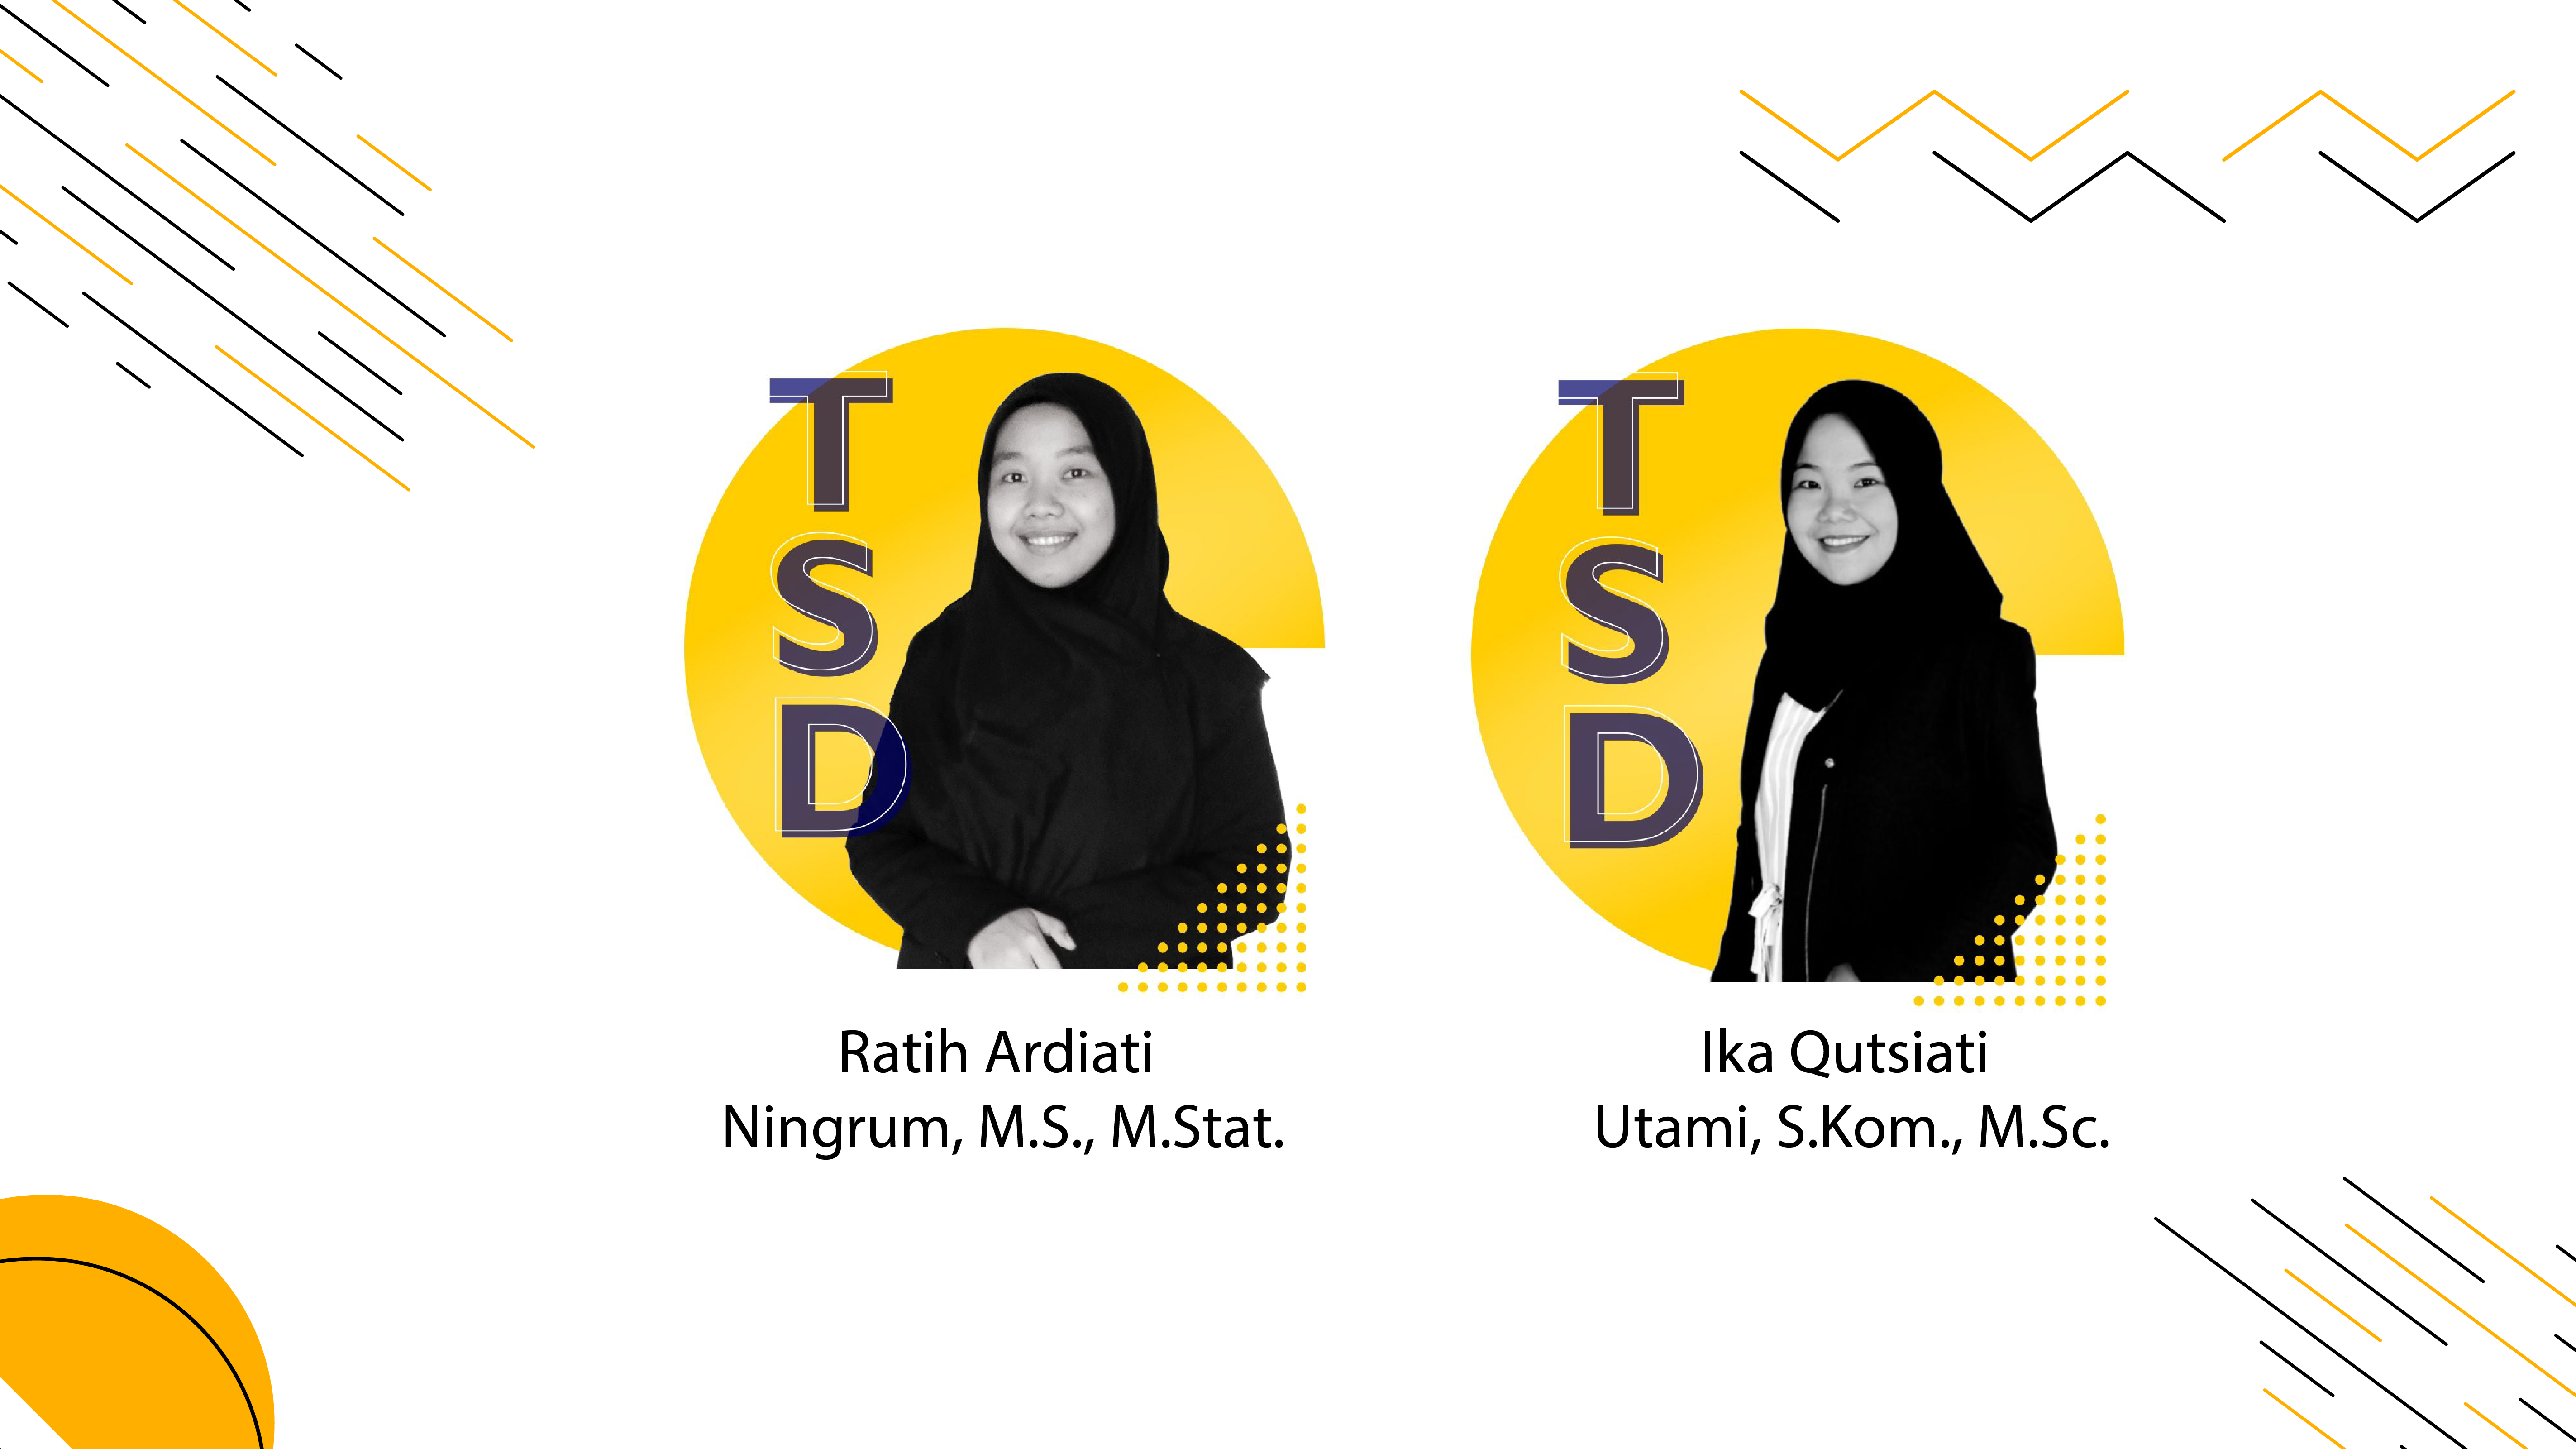 T
S
D
T
S
D
Ratih Ardiati
Ningrum, M.S., M.Stat.
Ika Qutsiati
Utami, S.Kom., M.Sc.